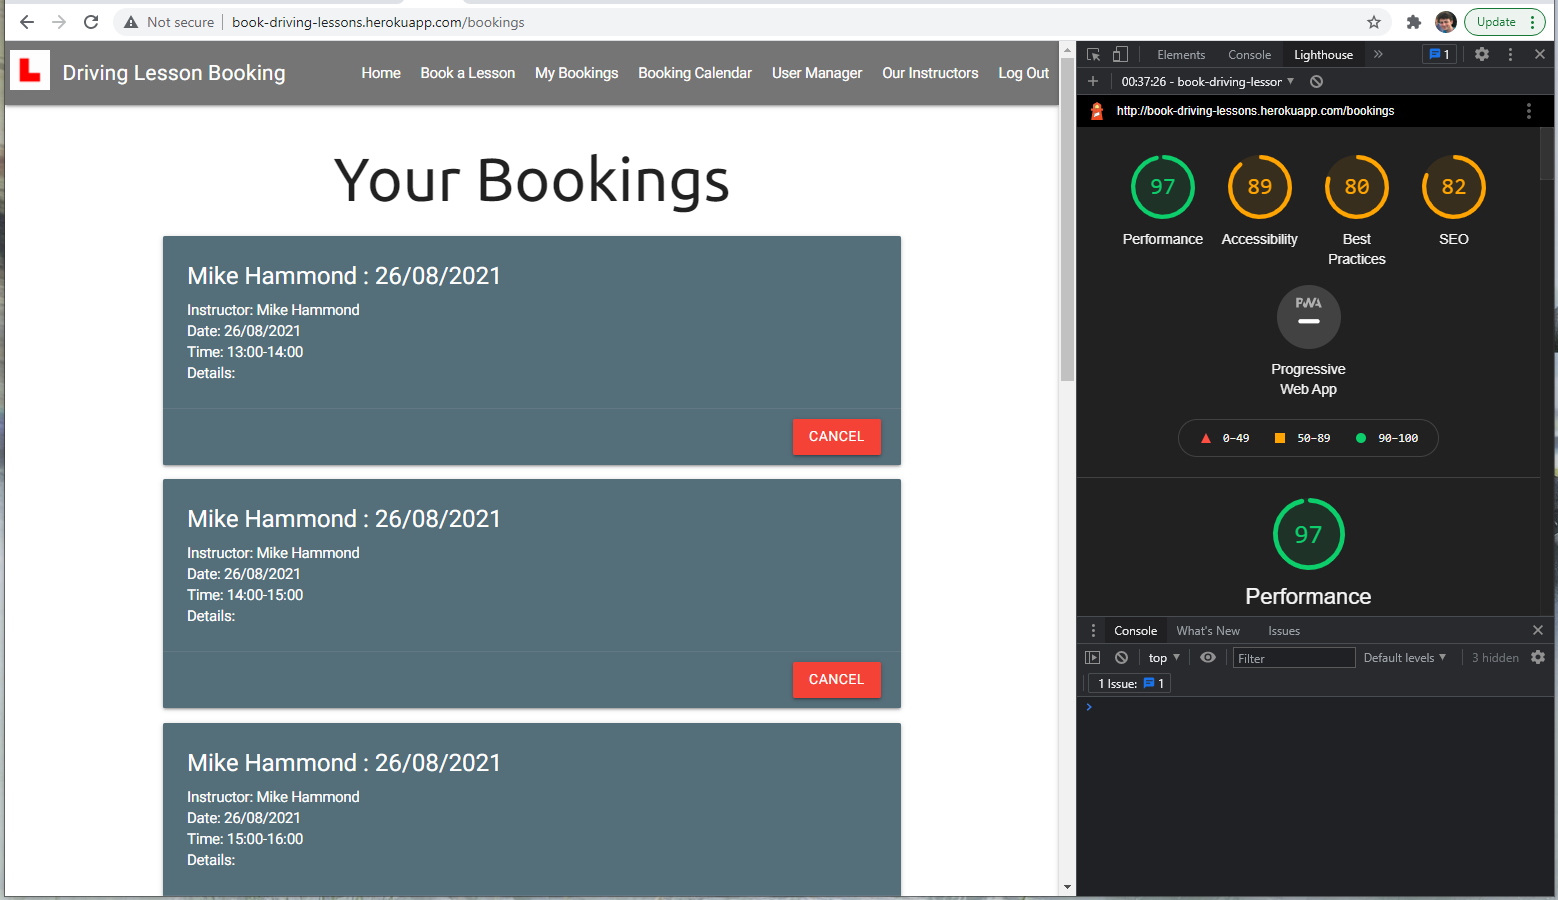 Not secure
book-driving-lessons.herokuapp.com/bookings
Update
L
Driving Lesson Booking
Home
Book a Lesson
My Bookings
Booking Calendar
User Manager
Our Instructors
Log Out
Your Bookings
Mike Hammond : 26/08/2021
Instructor: Mike Hammond
Date: 26/08/2021
Time: 13:00-14:00
Details:
CANCEL
Mike Hammond : 26/08/2021
Instructor: Mike Hammond
Date: 26/08/2021
Time: 14:00-15:00
Details:
CANCEL
Mike Hammond : 26/08/2021
Instructor: Mike Hammond
Date: 26/08/2021
Time: 15:00-16:00
Details:
Elements
Console
Lighthouse
1
00:37:26 - book-driving-lessor
http://book-driving-lessons.herokuapp.com/bookings
97
Performance
89
Accessibility
80
Best
Practices
82
SEO
PWA
Progressive
Web App
0–49
50–89
90–100
97
Performance
Console
What's New
Issues
top
Filter
Default levels
3 hidden
1 Issue:
1